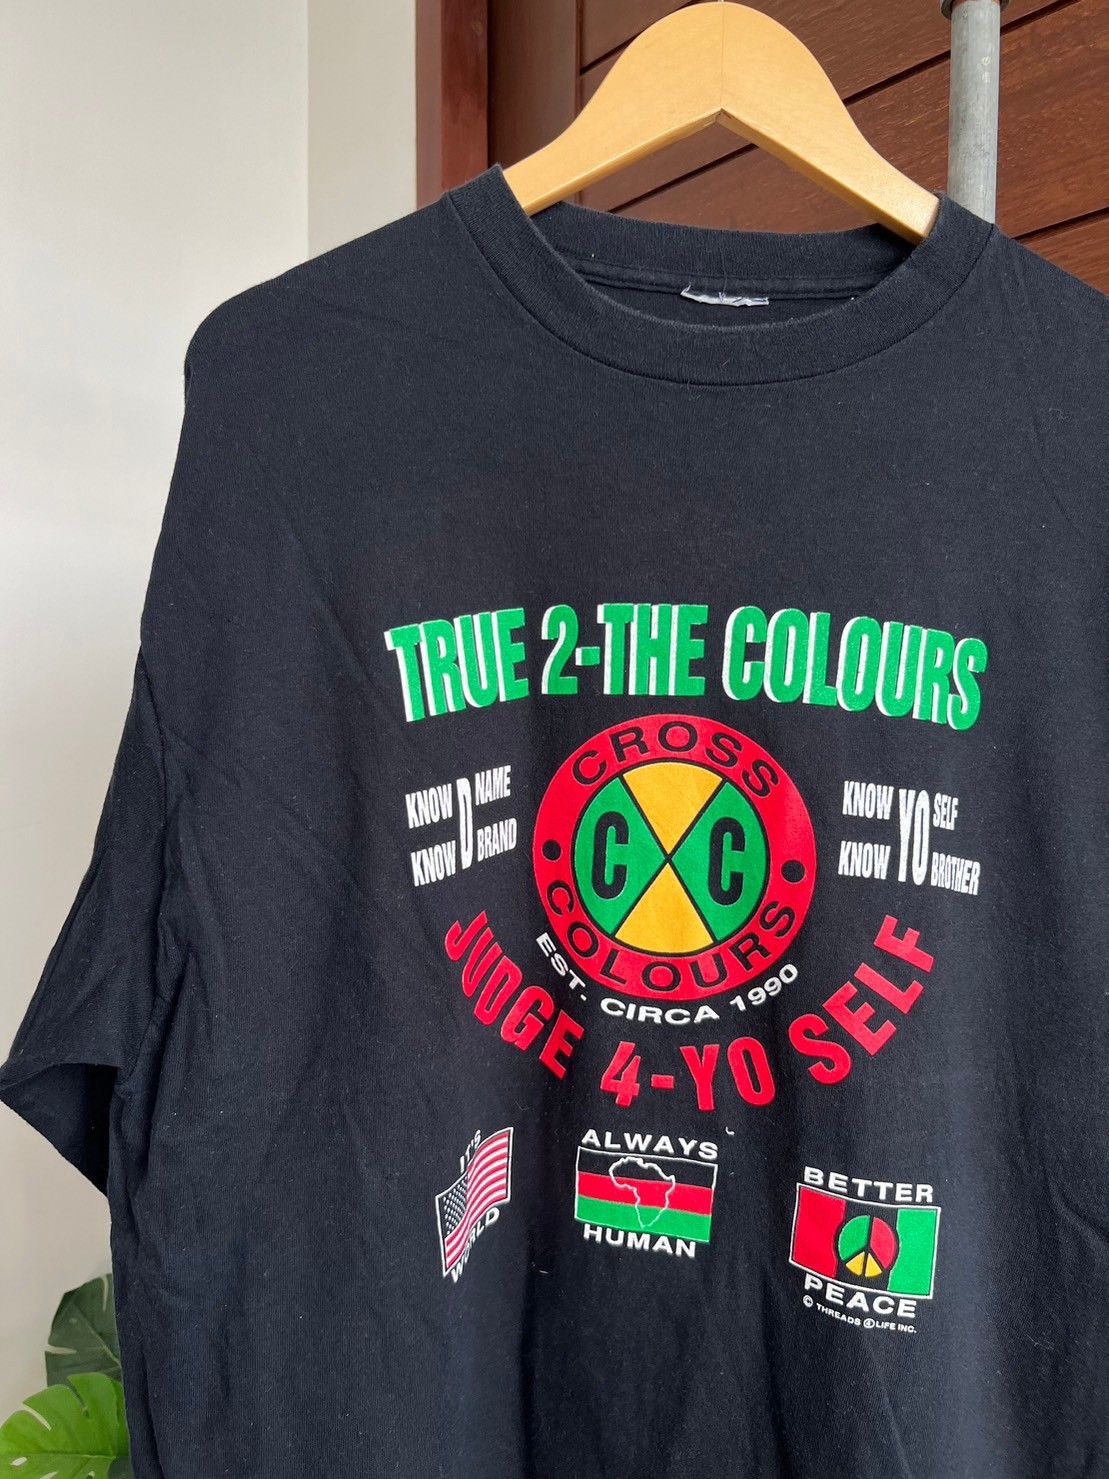 TRUE 2-THE COLOURS
KNOW D NAME
KNOW D BRAND
CROSS
C C
COLOURS
KNOW YO SELF
KNOW YO BROTHER
EST- CIRCA 1990
JUDGE 4-YO SELF
IT'S
WORLD
ALWAYS
HUMAN
BETTER
PEACE
© THREADS ④ LIFE INC.